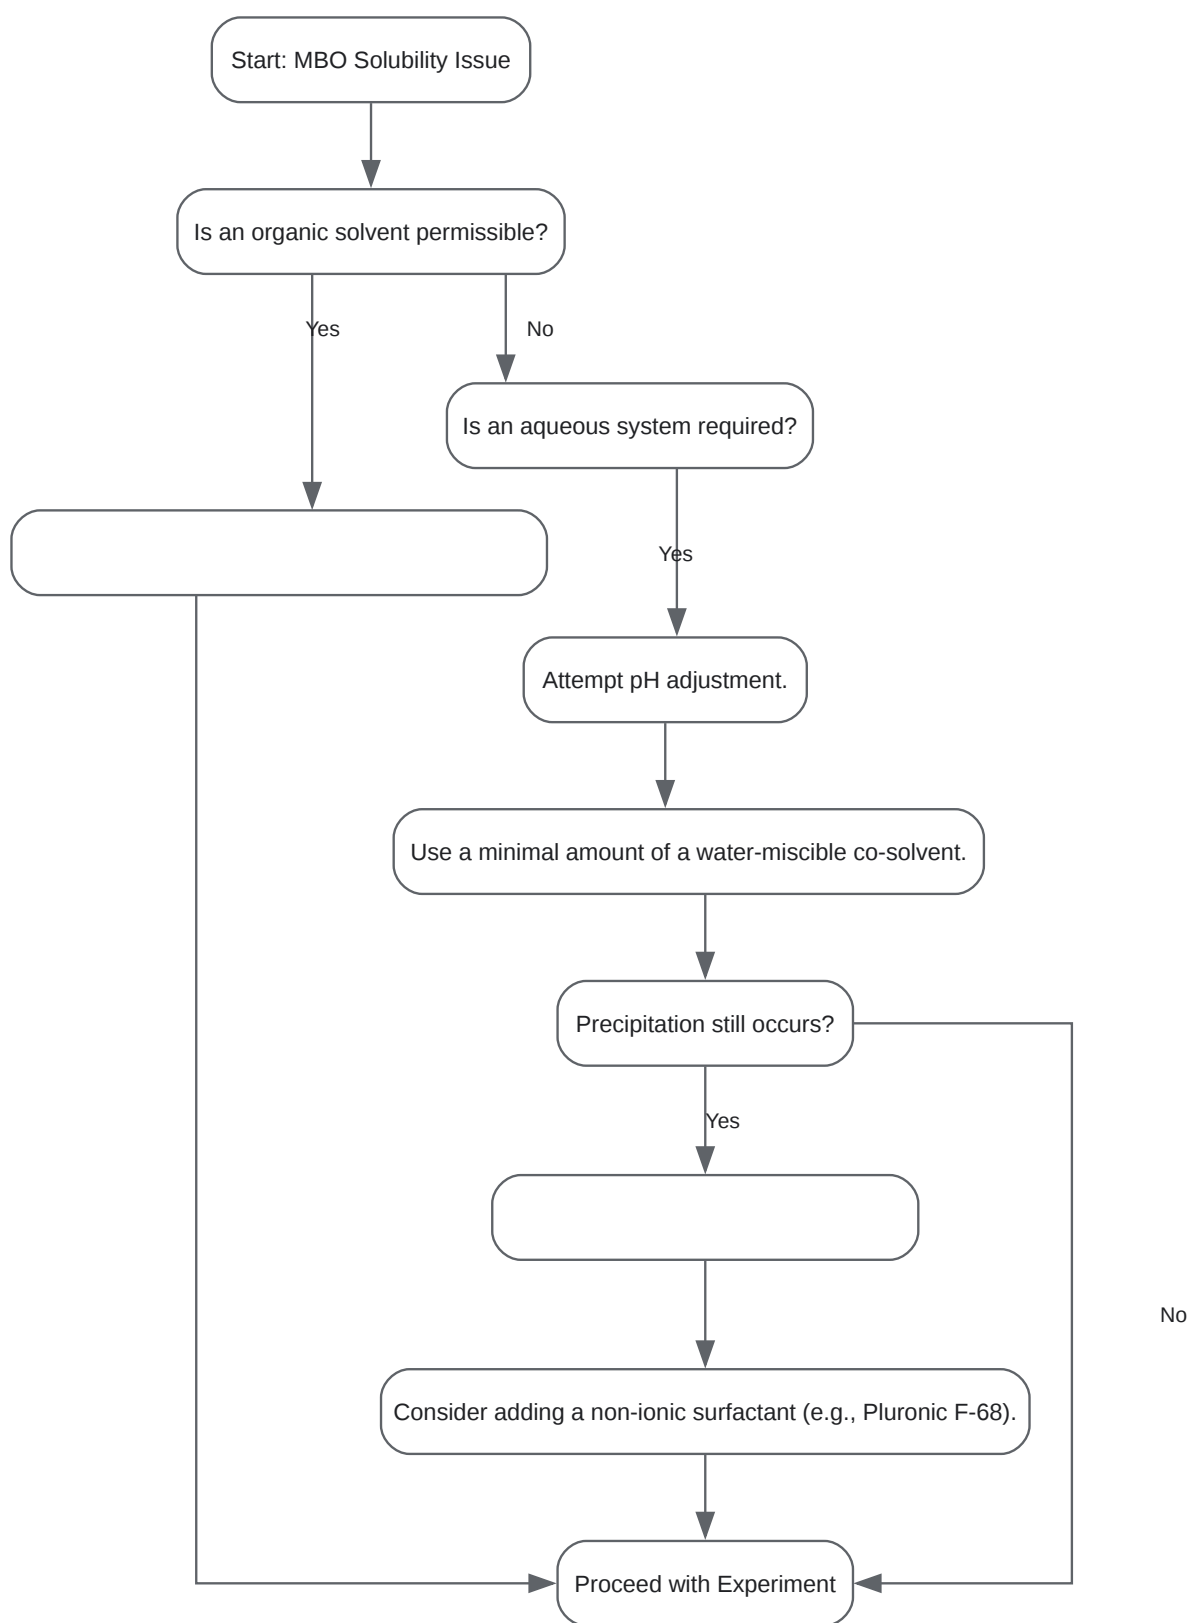 Start: MBO Solubility Issue
Is an organic solvent permissible?
Yes
No
Is an aqueous system required?
Yes
Attempt pH adjustment.
Use a minimal amount of a water-miscible co-solvent.
Precipitation still occurs?
Yes
No
Consider adding a non-ionic surfactant (e.g., Pluronic F-68).
Proceed with Experiment